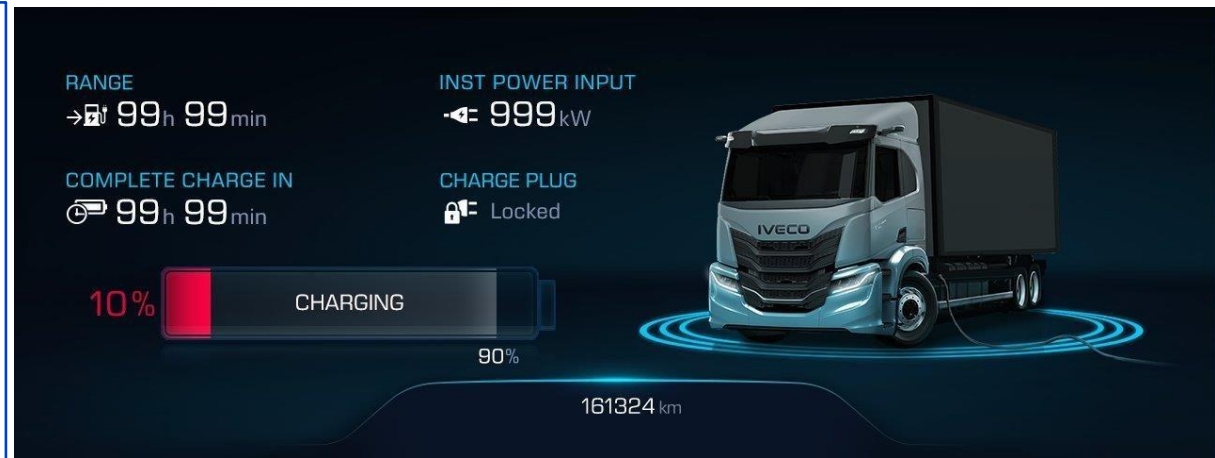 RANGE
99h 99min
INST POWER INPUT
999kW
COMPLETE CHARGE IN
99h 99min
CHARGE PLUG
Locked
IVECO
10%
CHARGING
90%
161324 km